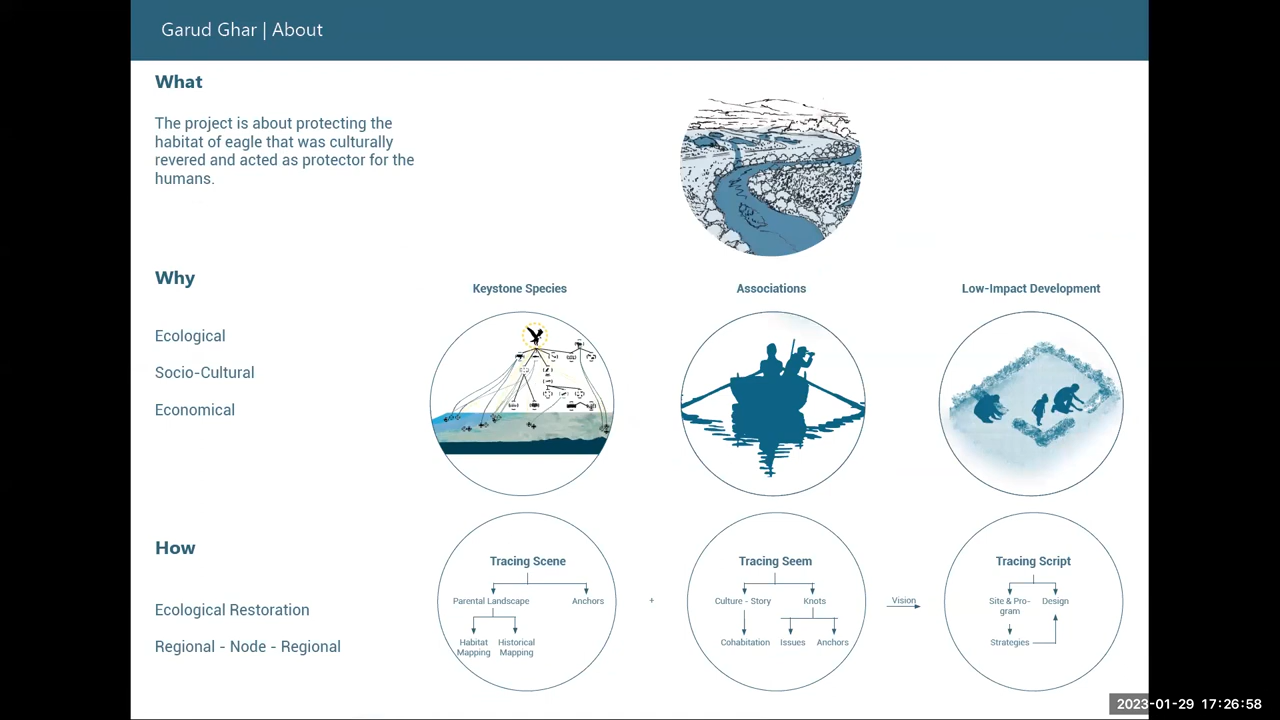 Garud Ghar | About
What
The project is about protecting the
habitat of eagle that was culturally
revered and acted as protector for the
humans.
Why
Keystone Species
Associations
Low-Impact Development
Ecological
Socio-Cultural
Economical
How
Tracing Scene
Tracing Seem
Tracing Script
Parental Landscape
Anchors
+
Culture - Story
Knots
Vision
Site & Pro-
gram
Design
Ecological Restoration
Habitat
Mapping
Historical
Mapping
Cohabitation
Issues
Anchors
Strategies
Regional - Node - Regional
2023-01-29 17:26:58